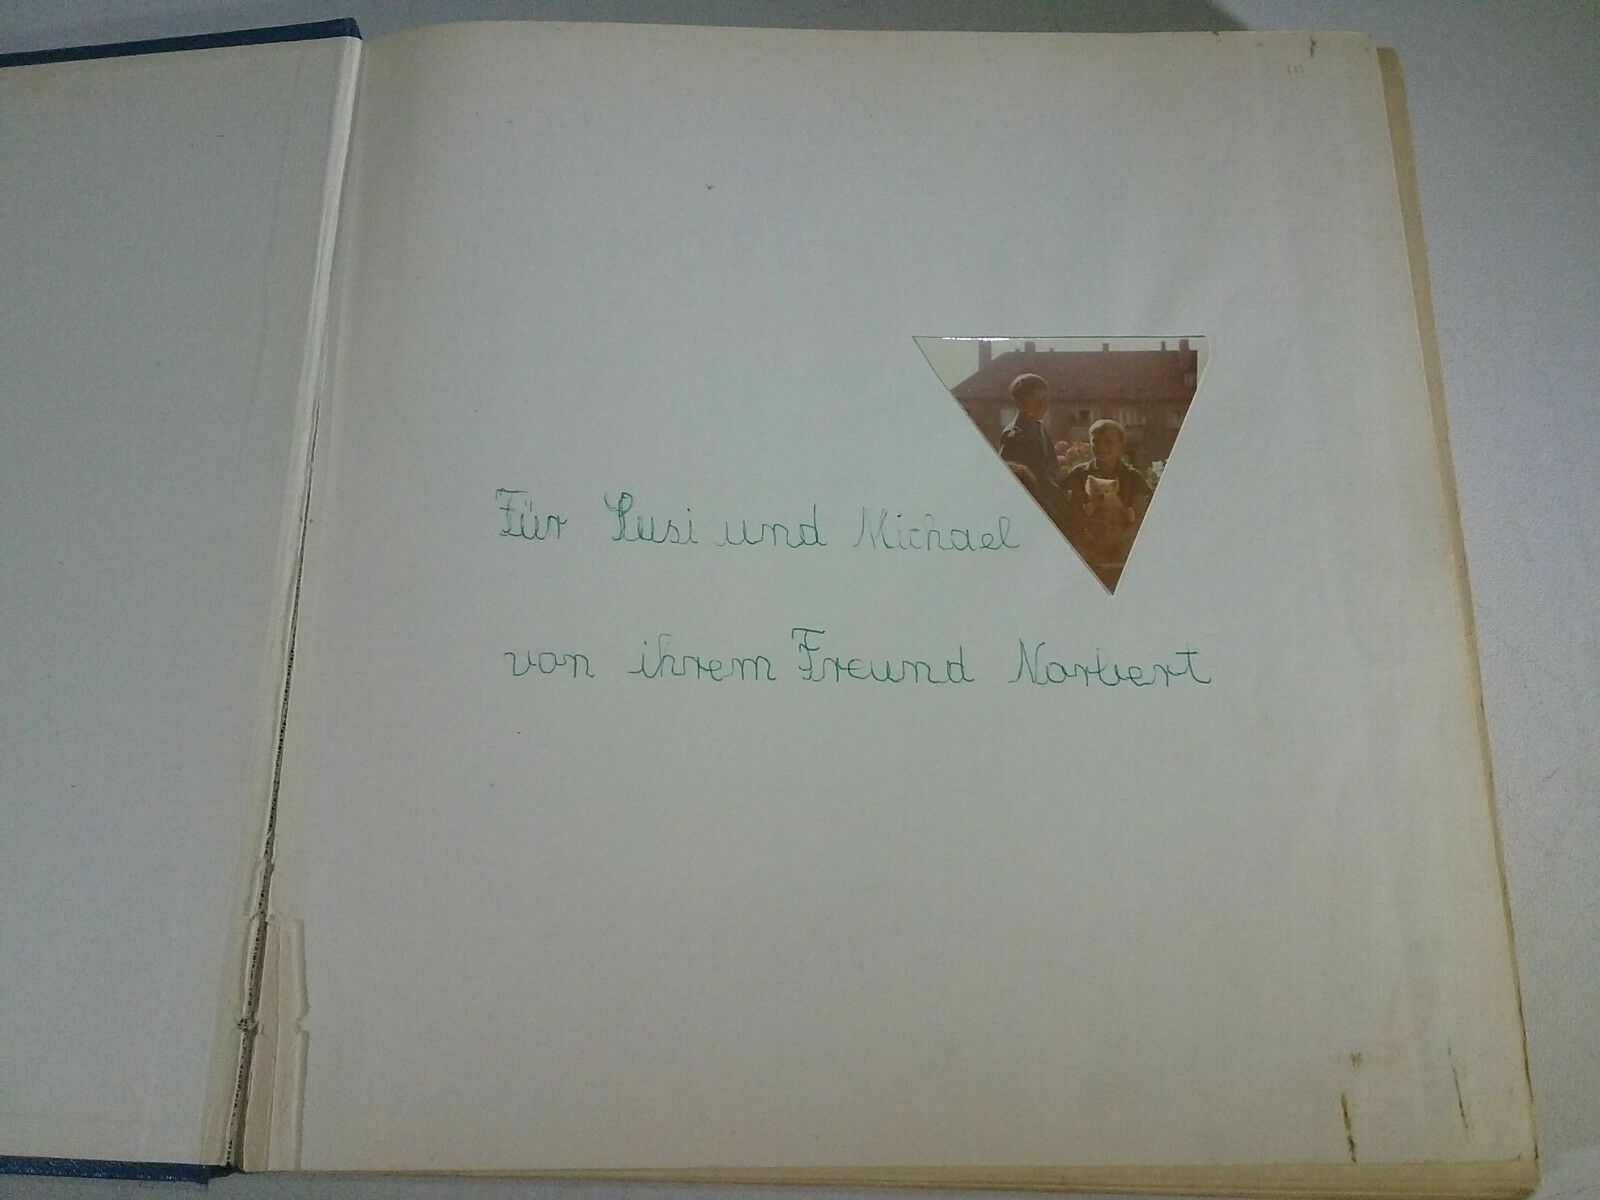 Für Susi und Michael
von ihrem Freund Norbert